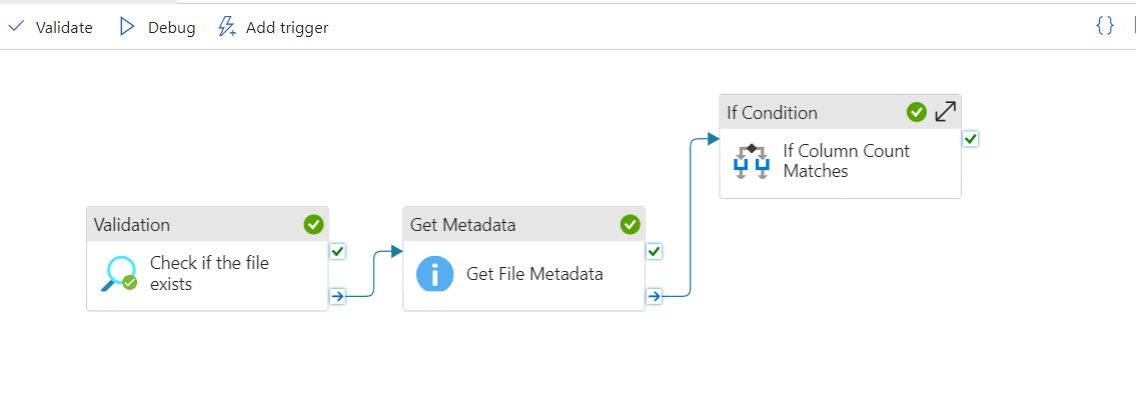 Validate Debug Add trigger {}
If Condition
If Column Count
Matches
Validation
Check if the file
exists
Get Metadata
Get File Metadata